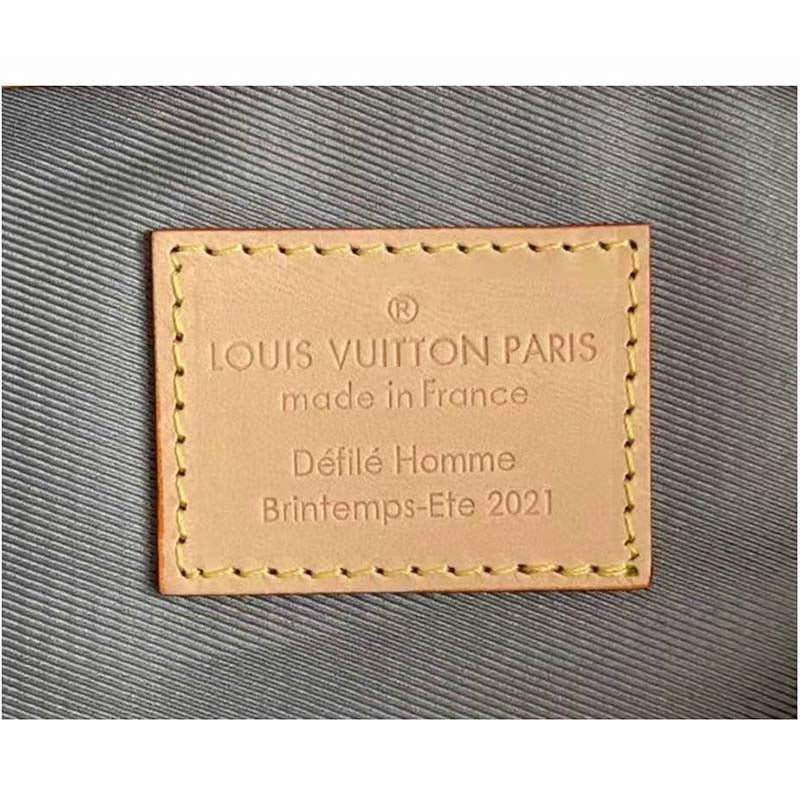 ®
LOUIS VUITTON PARIS
made in France
Défilé Homme
Brintemps-Ete 2021